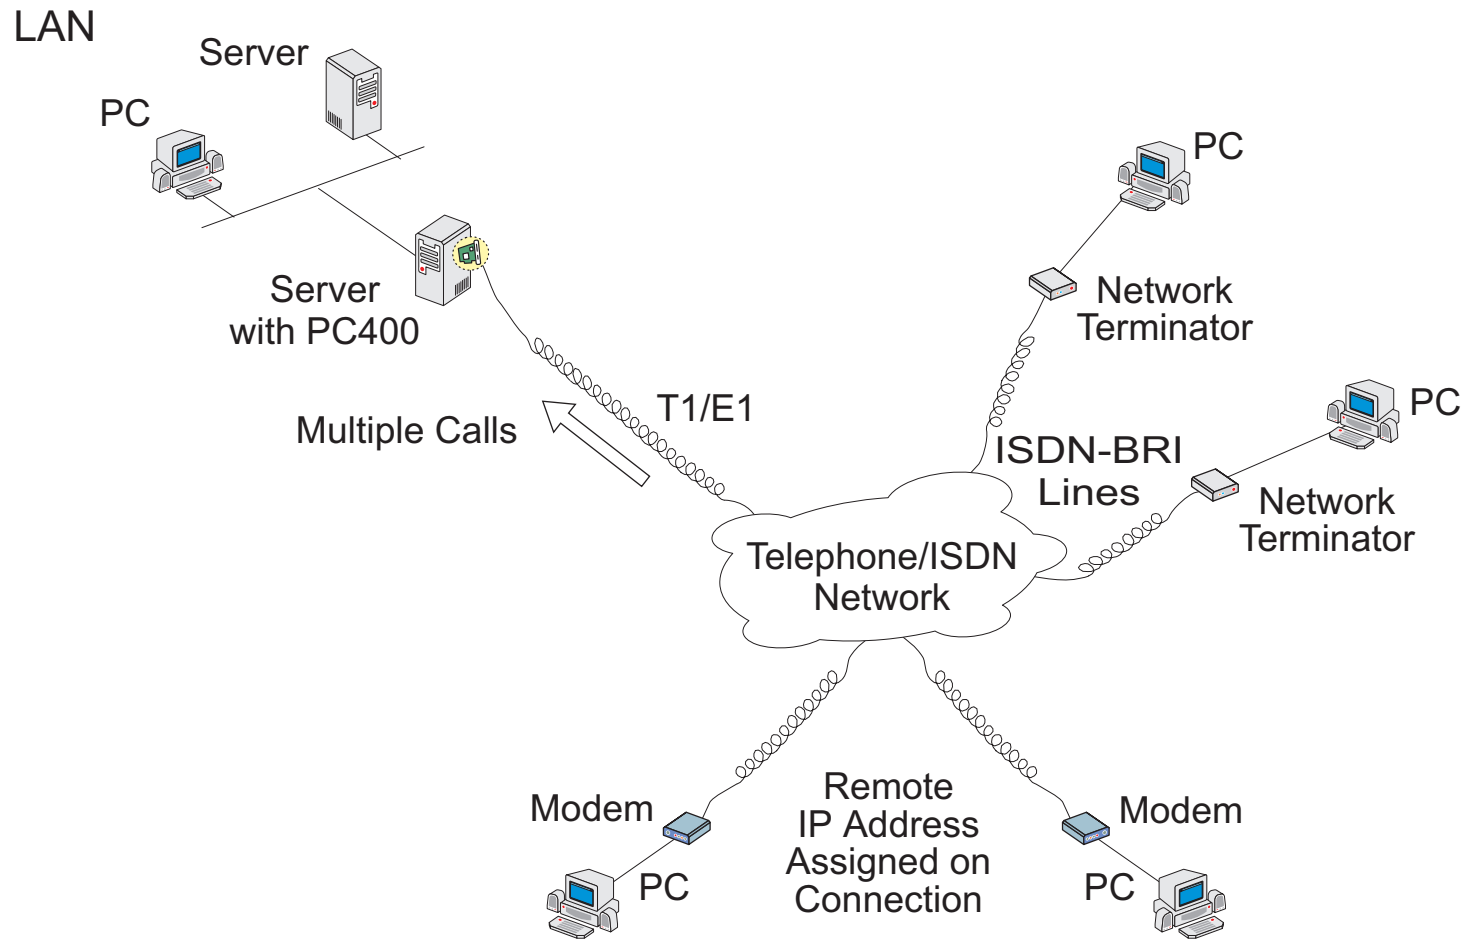 LAN
Server
PC
Server
with PC400
Multiple Calls
T1/E1
PC
Network
Terminator
PC
ISDN-BRI
Lines
Network
Terminator
Telephone/ISDN
Network
Modem
PC
Remote
IP Address
Assigned on
Connection
Modem
PC